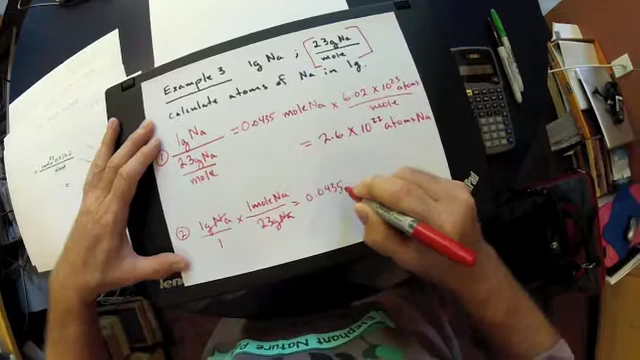 Example 3 1g Na ; 23g Na / mole
calculate atoms of Na in 1g.
① 1g Na / 23g Na / mole = 0.0435 mole Na × 6.02 × 10²³ atoms / mole
= 2.6 × 10²² atoms Na
② 1g Na / 1 × 1 mole Na / 23g Na = 0.0435
Elephant Nature P